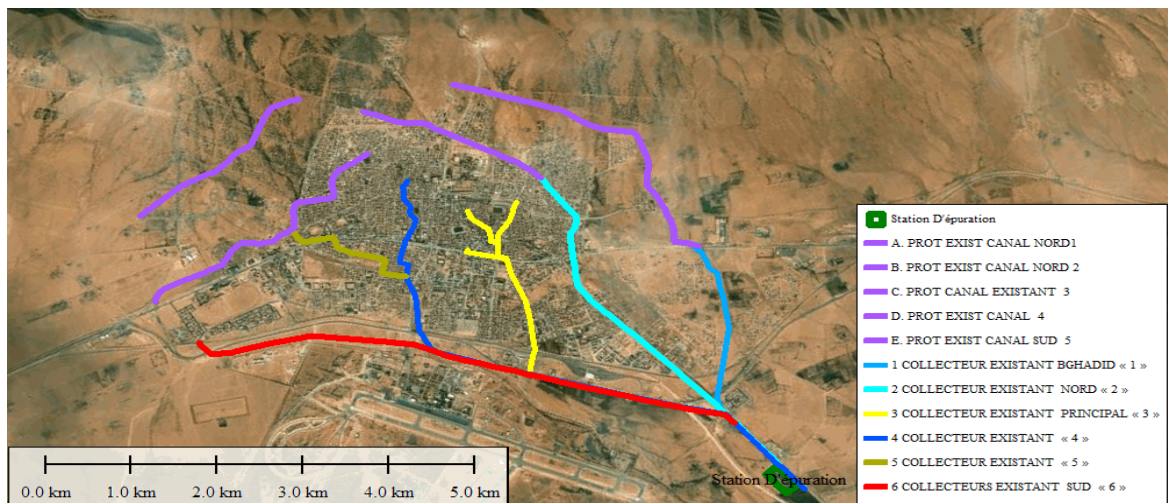 Station D'épuration
A. PROT EXIST CANAL NORD1
B. PROT EXIST CANAL NORD 2
C. PROT CANAL EXISTANT 3
D. PROT EXIST CANAL 4
E. PROT EXIST CANAL SUD 5
1 COLLECTEUR EXISTANT BGHADID « 1 »
2 COLLECTEUR EXISTANT NORD « 2 »
3 COLLECTEUR EXISTANT PRINCIPAL « 3 »
4 COLLECTEUR EXISTANT « 4 »
5 COLLECTEUR EXISTANT « 5 »
6 COLLECTEURS EXISTANT SUD « 6 »
Station D'épuration
0.0 km 1.0 km 2.0 km 3.0 km 4.0 km 5.0 km